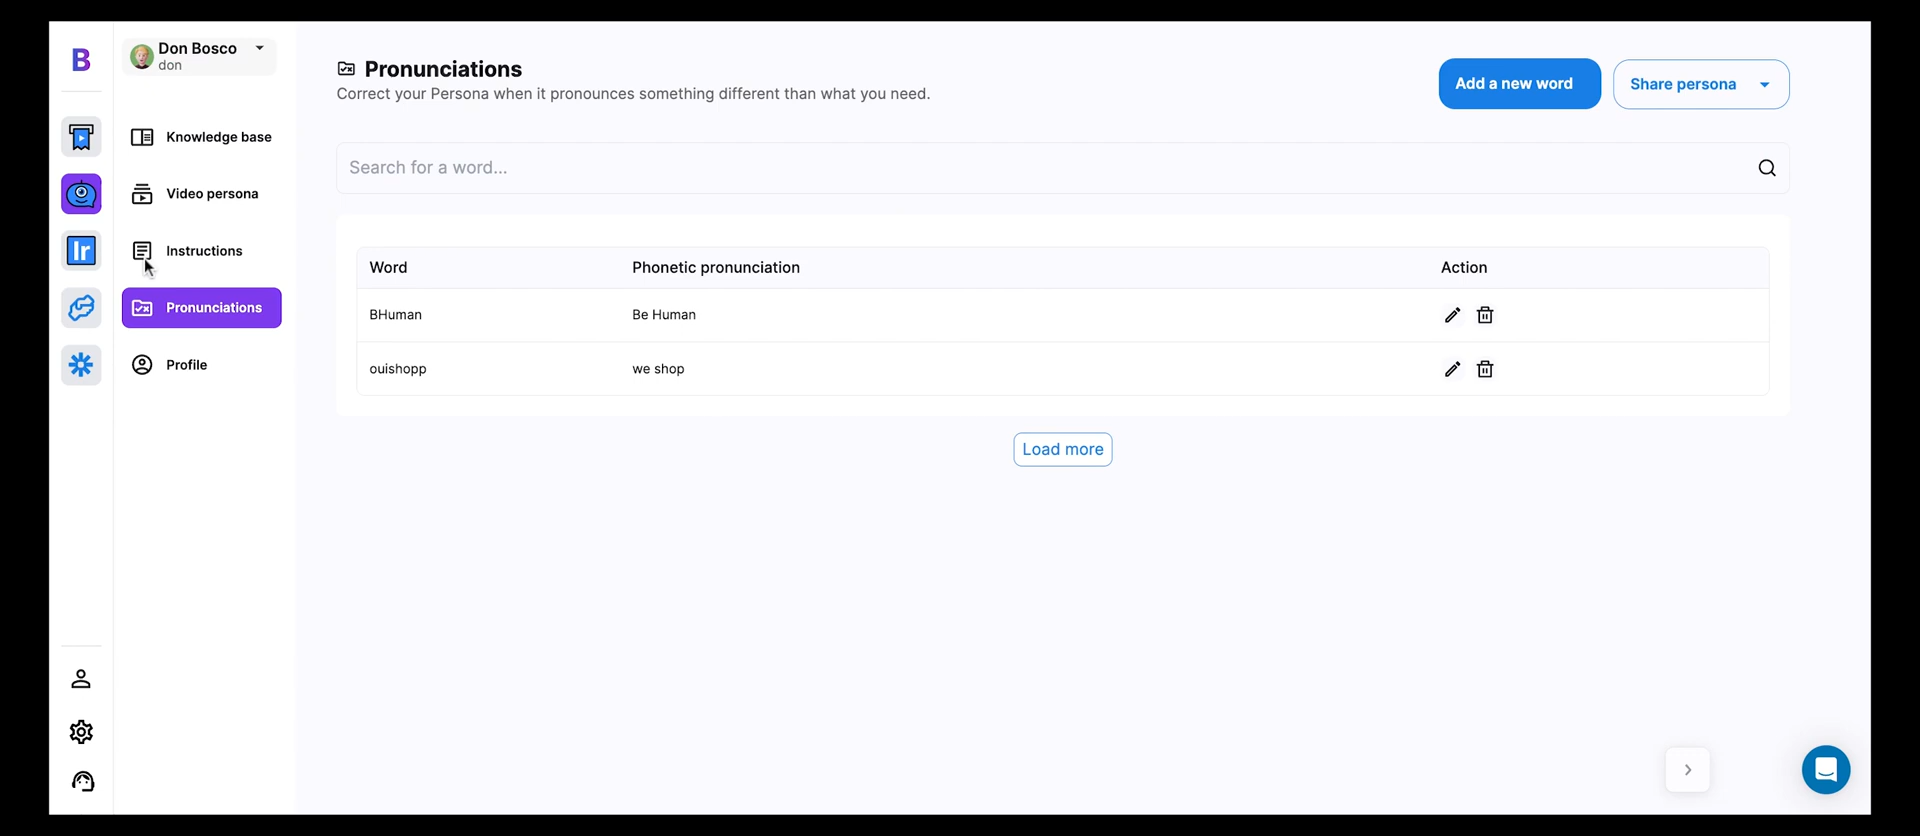 B
Don Bosco
don
Knowledge base
Video persona
Ir
Instructions
Pronunciations
Profile
Pronunciations
Correct your Persona when it pronounces something different than what you need.
Add a new word
Share persona
Search for a word...
Word Phonetic pronunciation Action
BHuman Be Human
ouishopp we shop
Load more